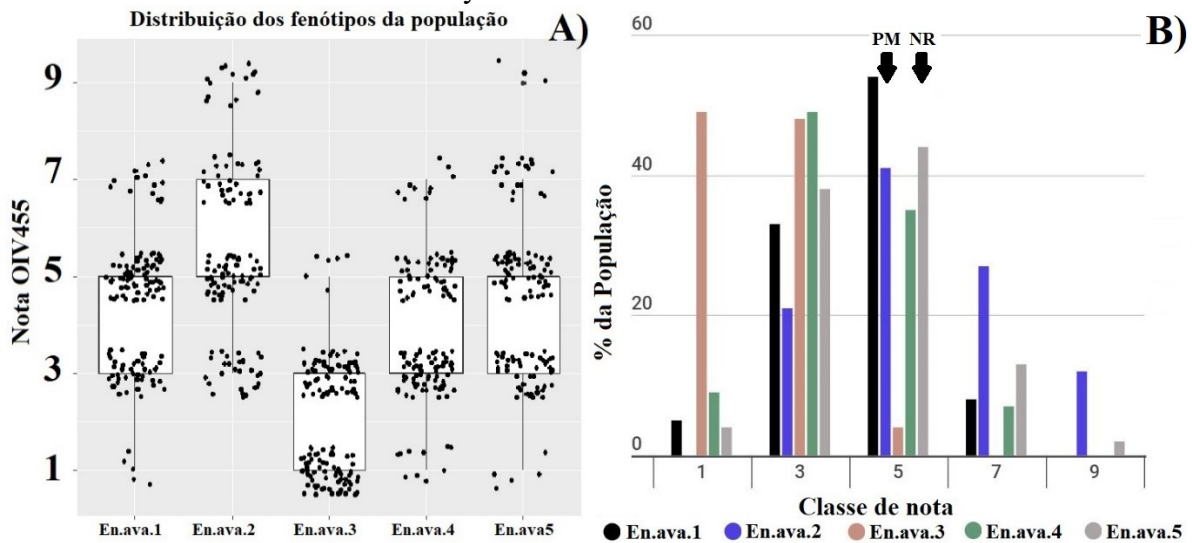 Distribuição dos fenótipos da população
A)
Nota OIV455
9
7
5
3
1
En.ava.1 En.ava.2 En.ava.3 En.ava.4 En.ava5
B)
PM NR
% da População
60
40
20
0
1 3 5 7 9
Classe de nota
En.ava.1 En.ava.2 En.ava.3 En.ava.4 En.ava.5